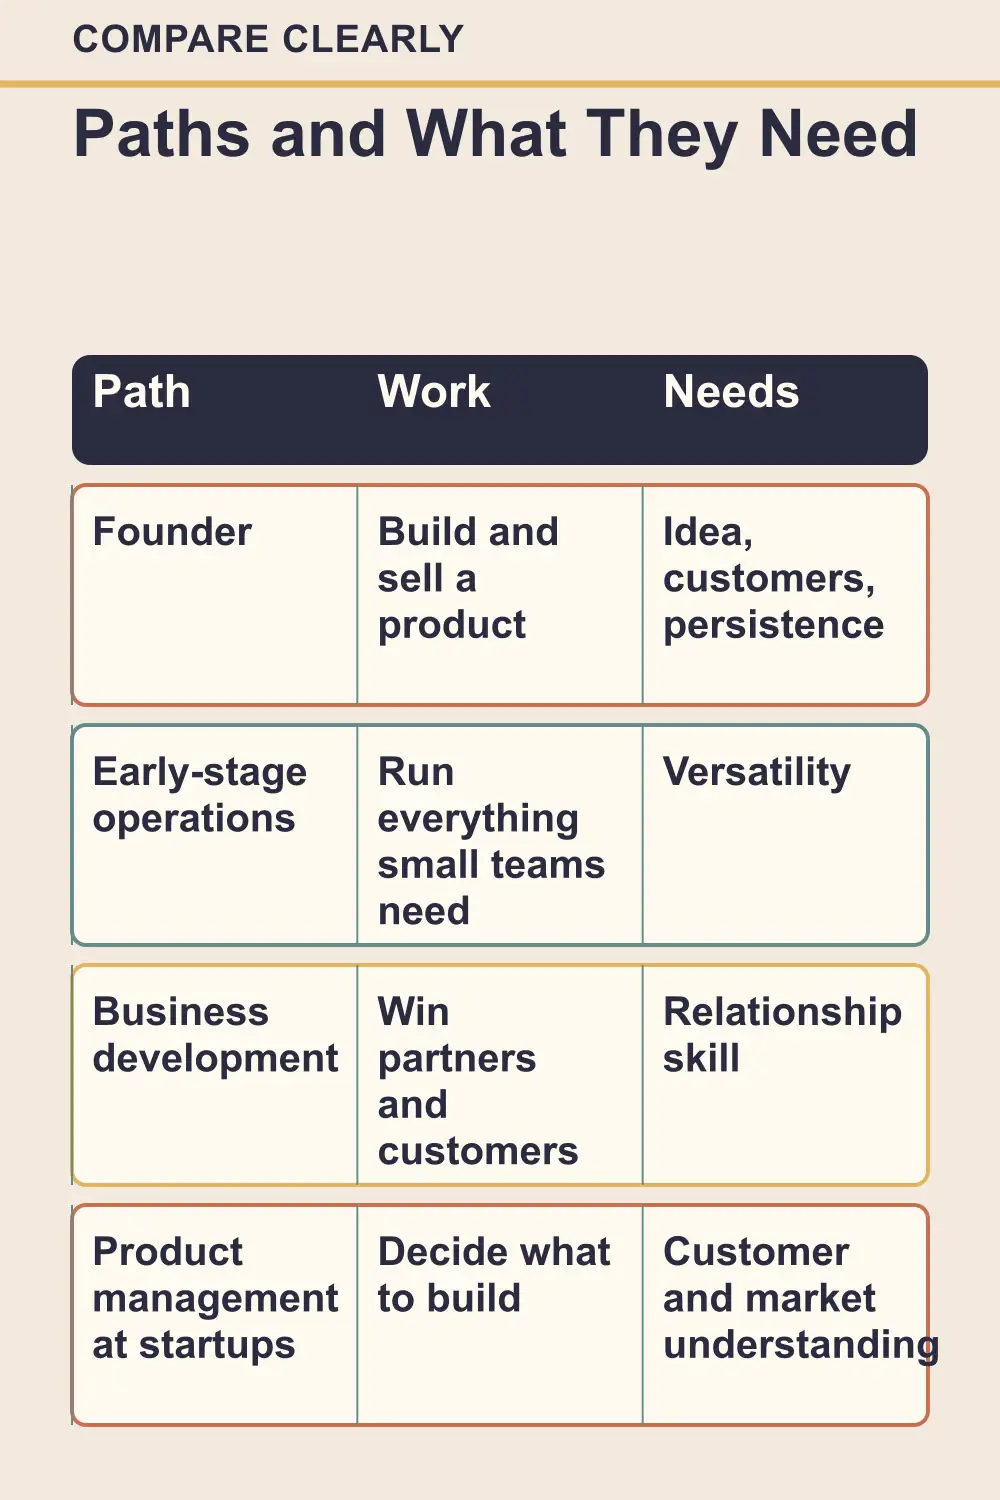 COMPARE CLEARLY
Paths and What They Need
Path
Work
Needs
Founder
Build and
sell a
product
Idea,
customers,
persistence
Early-stage
operations
Run
everything
small teams
need
Versatility
Business
development
Win
partners
and
customers
Relationship
skill
Product
management
at startups
Decide what
to build
Customer
and market
understanding